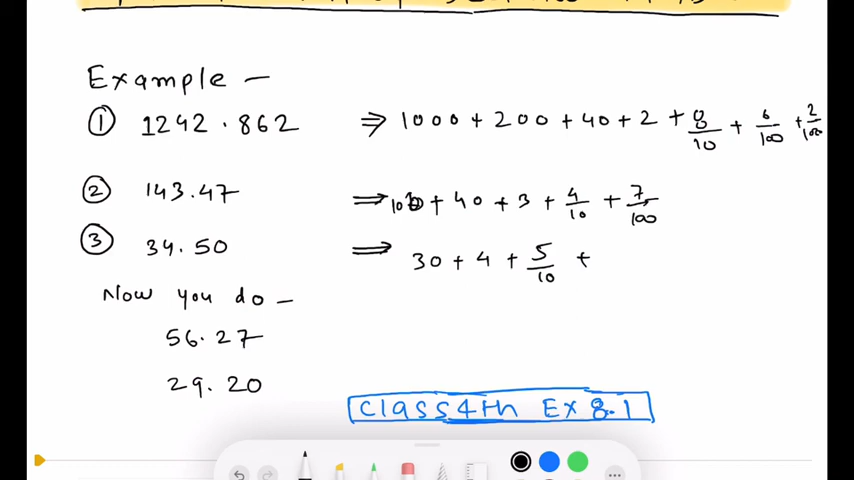 Example -
① 1242.862 ⇒ 1000 + 200 + 40 + 2 + 8/10 + 6/100 + 2/100
② 143.47 ⇒ 100 + 40 + 3 + 4/10 + 7/100
③ 34.50 ⇒ 30 + 4 + 5/10 +
Now you do -
56.27
29.20
Class 4th Ex 8.1